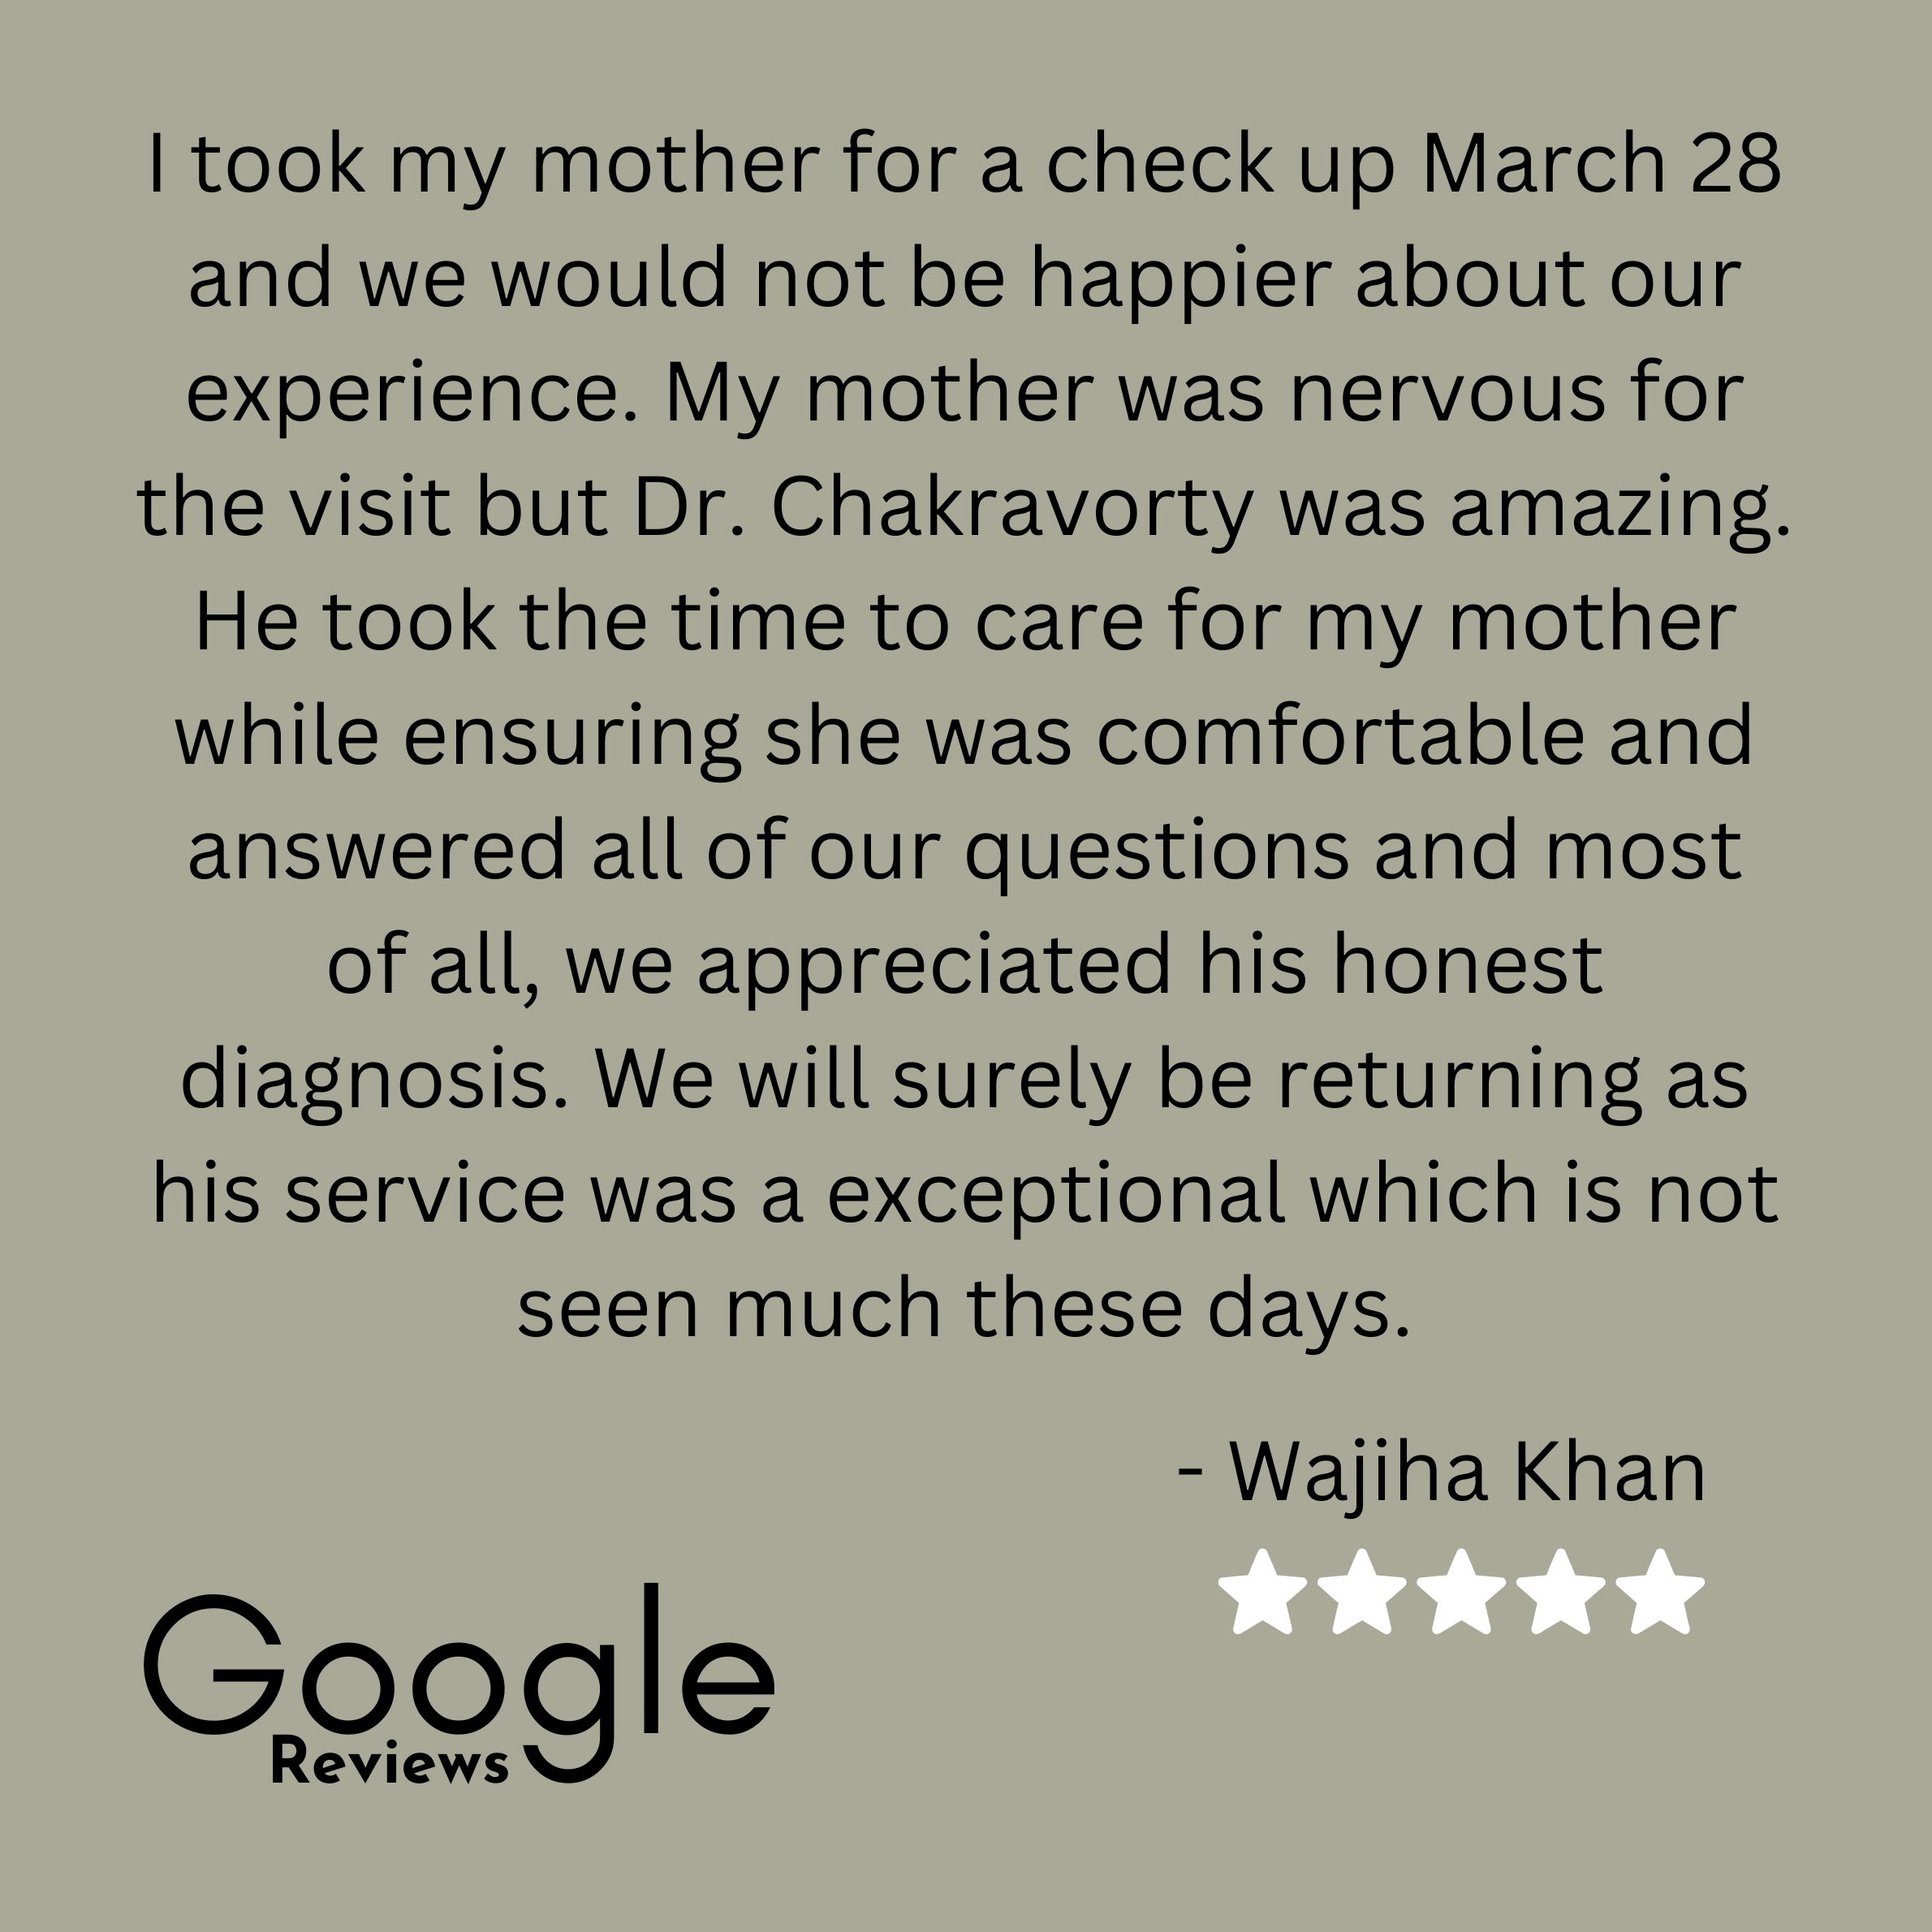 I took my mother for a check up March 28
and we would not be happier about our
experience. My mother was nervous for
the visit but Dr. Chakravorty was amazing.
He took the time to care for my mother
while ensuring she was comfortable and
answered all of our questions and most
of all, we appreciated his honest
diagnosis. We will surely be returning as
his service was a exceptional which is not
seen much these days.
- Wajiha Khan
Google
Reviews